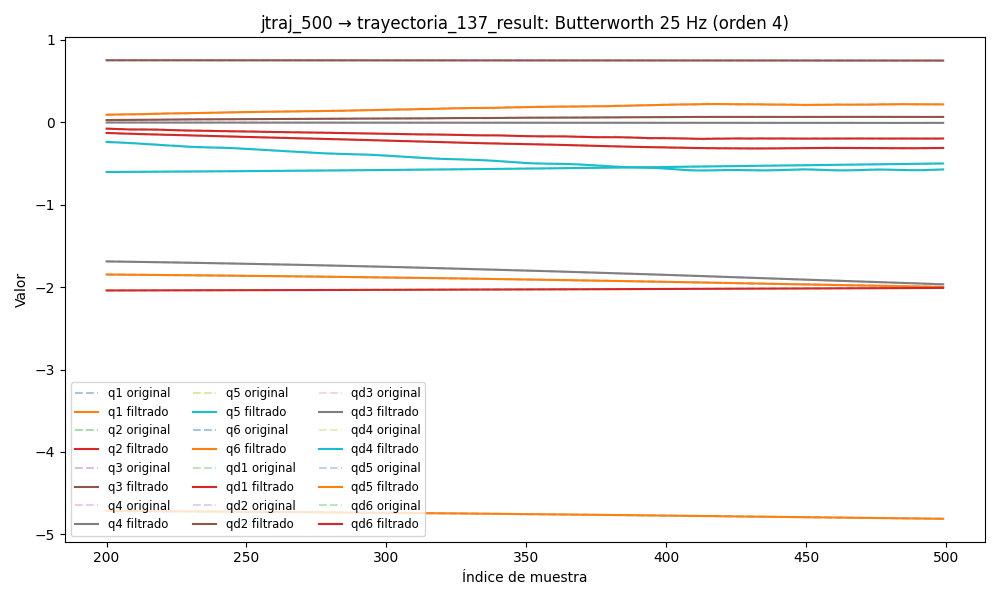 jtraj_500 → trayectoria_137_result: Butterworth 25 Hz (orden 4)
1
0
−1
−2
−3
−4
−5
Valor
q1 original
q1 filtrado
q2 original
q2 filtrado
q3 original
q3 filtrado
q4 original
q4 filtrado
q5 original
q5 filtrado
q6 original
q6 filtrado
qd1 original
qd1 filtrado
qd2 original
qd2 filtrado
qd3 original
qd3 filtrado
qd4 original
qd4 filtrado
qd5 original
qd5 filtrado
qd6 original
qd6 filtrado
200
250
300
350
400
450
500
Índice de muestra